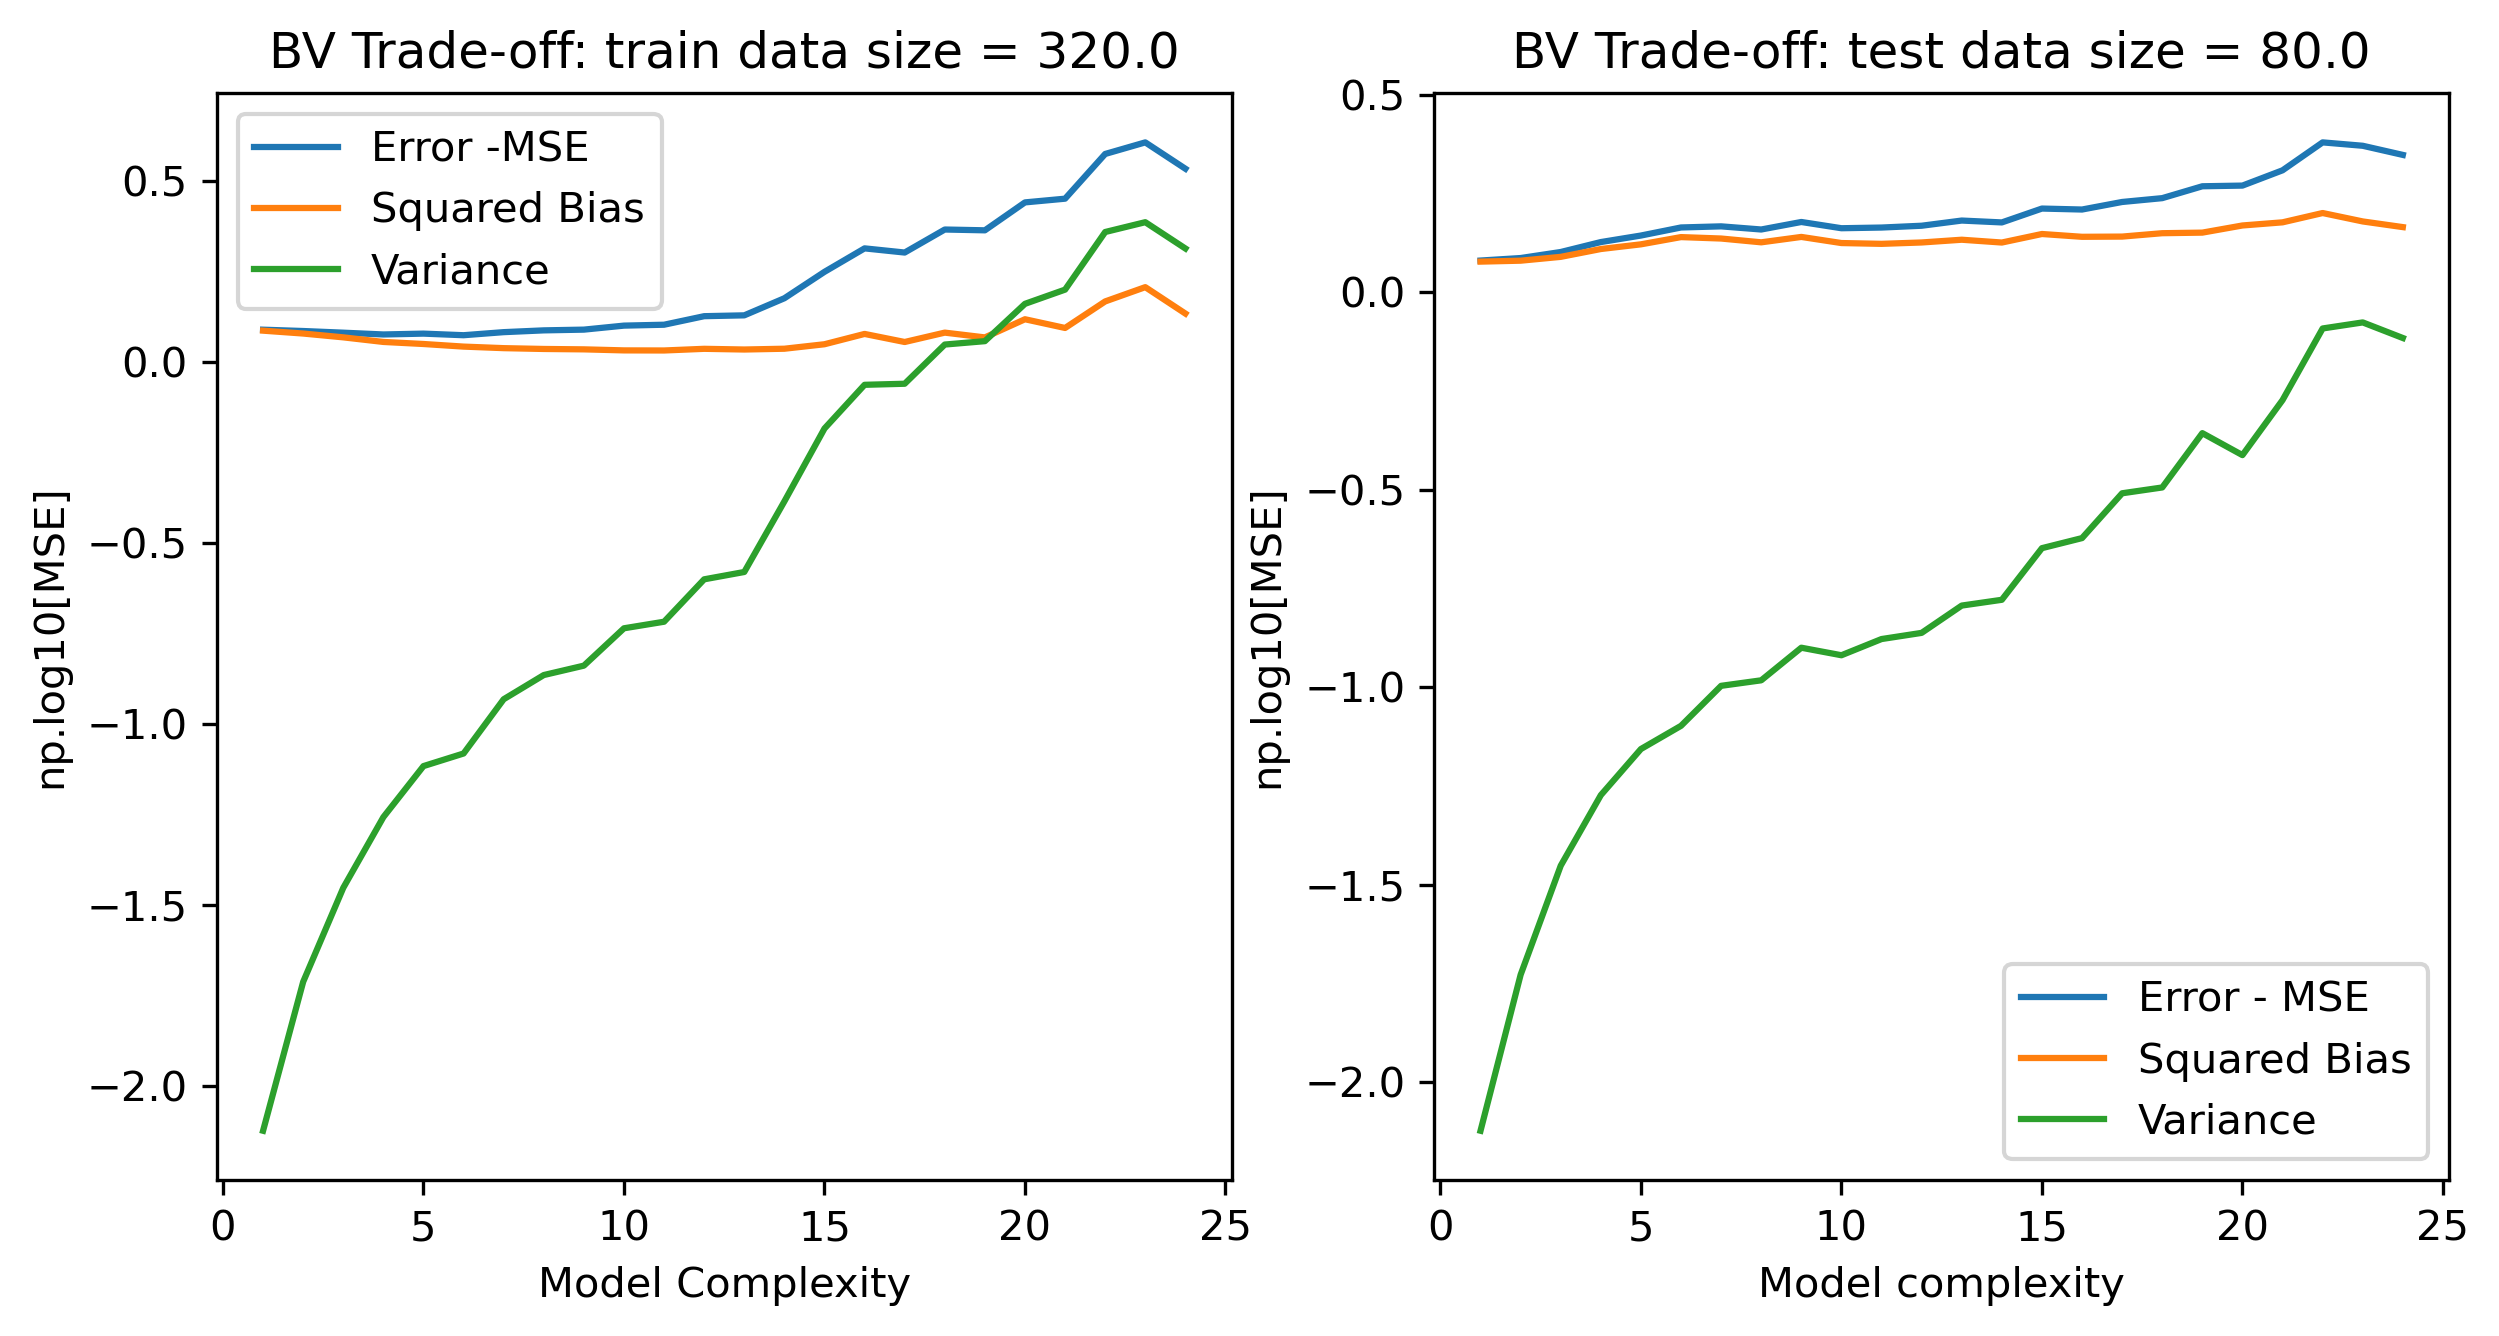 BV Trade-off: train data size = 320.0
Error -MSE
Squared Bias
Variance
0.5
0.0
−0.5
−1.0
−1.5
−2.0
np.log10[MSE]
0
5
10
15
20
25
Model Complexity
BV Trade-off: test data size = 80.0
0.5
0.0
−0.5
−1.0
−1.5
−2.0
np.log10[MSE]
Error - MSE
Squared Bias
Variance
0
5
10
15
20
25
Model complexity